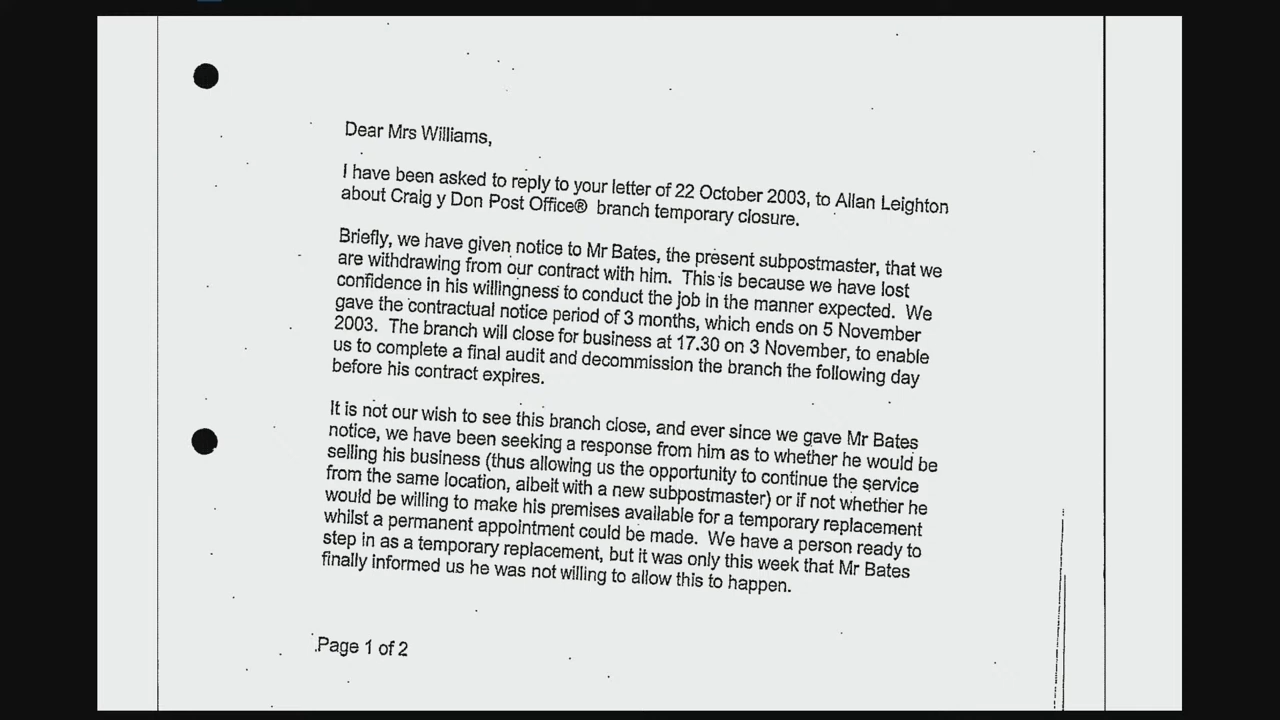 Dear Mrs Williams,
I have been asked to reply to your letter of 22 October 2003, to Allan Leighton
about Craig y Don Post Office® branch temporary closure.
Briefly, we have given notice to Mr Bates, the present subpostmaster, that we
are withdrawing from our contract with him. This is because we have lost
confidence in his willingness to conduct the job in the manner expected. We
gave the contractual notice period of 3 months, which ends on 5 November
2003. The branch will close for business at 17.30 on 3 November, to enable
us to complete a final audit and decommission the branch the following day
before his contract expires.
It is not our wish to see this branch close, and ever since we gave Mr Bates
notice, we have been seeking a response from him as to whether he would be
selling his business (thus allowing us the opportunity to continue the service
from the same location, albeit with a new subpostmaster) or if not whether he
would be willing to make his premises available for a temporary replacement
whilst a permanent appointment could be made. We have a person ready to
step in as a temporary replacement, but it was only this week that Mr Bates
finally informed us he was not willing to allow this to happen.
Page 1 of 2